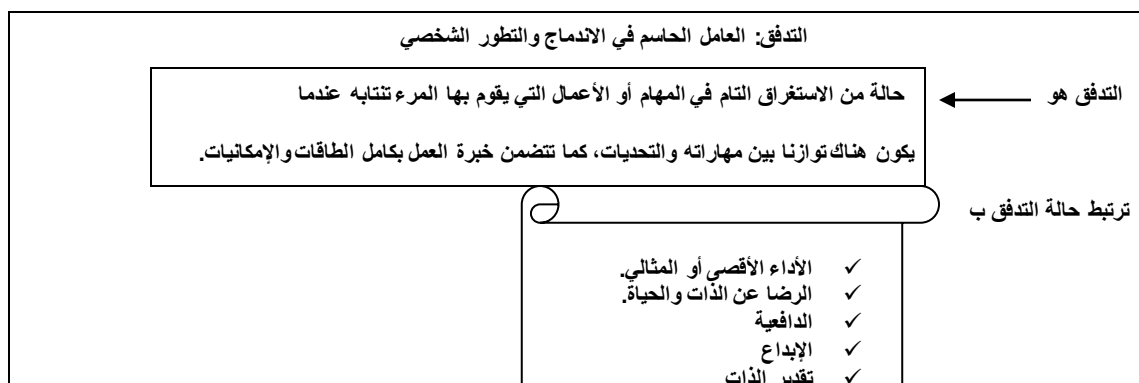 التدفق: العامل الحاسم في الاندماج والتطور الشخصي
التدفق هو
حالة من الاستغراق التام في المهام أو الأعمال التي يقوم بها المرء تنتابه عندما
يكون هناك توازنا بين مهاراته والتحديات، كما تتضمن خبرة العمل بكامل الطاقات والإمكانيات.
ترتبط حالة التدفق ب
✓ الأداء الأقصى أو المثالي.
✓ الرضا عن الذات والحياة.
✓ الدافعية
✓ الإبداع
✓ تقدير الذات